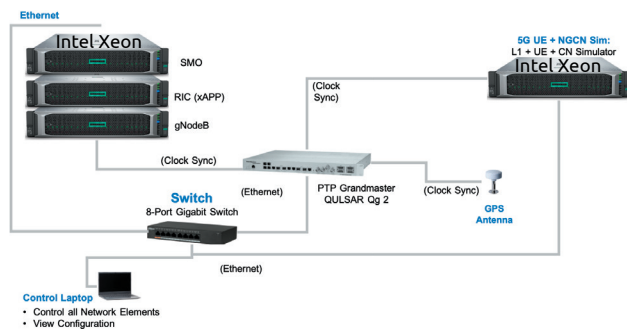 Ethernet
Intel Xeon
SMO
RIC (xAPP)
gNodeB
5G UE + NGCN Sim:
L1 + UE + CN Simulator
Intel Xeon
(Clock
Sync)
(Clock Sync)
(Ethernet)
PTP Grandmaster
QULSAR Qg 2
(Clock Sync)
GPS
Antenna
Switch
8-Port Gigabit Switch
(Ethernet)
Control Laptop
• Control all Network Elements
• View Configuration